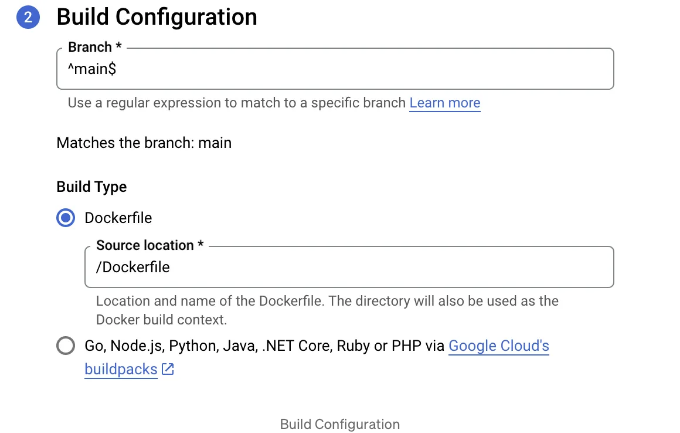 2 Build Configuration
Branch *
^main$
Use a regular expression to match to a specific branch Learn more
Matches the branch: main
Build Type
Dockerfile
Source location *
/Dockerfile
Location and name of the Dockerfile. The directory will also be used as the
Docker build context.
Go, Node.js, Python, Java, .NET Core, Ruby or PHP via Google Cloud's
buildpacks
Build Configuration